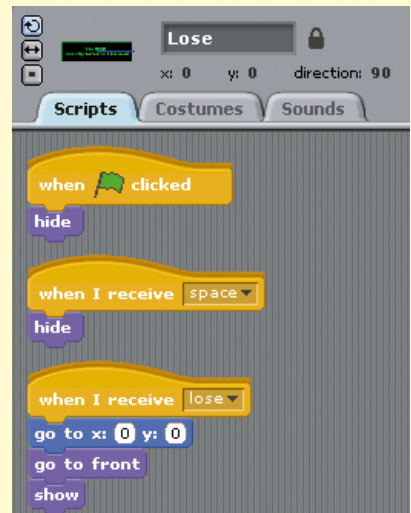 Lose
x: 0 y: 0 direction: 90
Scripts Costumes Sounds
when clicked
hide
when I receive space
hide
when I receive lose
go to x: 0 y: 0
go to front
show